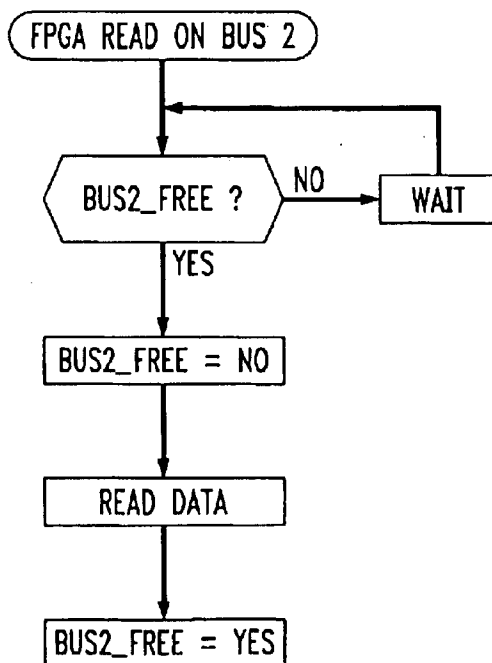 FPGA READ ON BUS 2
BUS2_FREE ?
NO
WAIT
YES
BUS2_FREE = NO
READ DATA
BUS2_FREE = YES